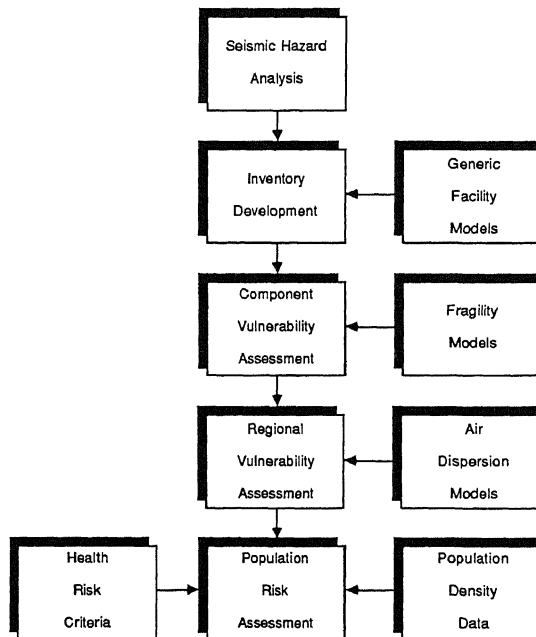 Seismic Hazard
Analysis
Inventory
Development
Generic
Facility
Models
Component
Vulnerability
Assessment
Fragility
Models
Regional
Vulnerability
Assessment
Air
Dispersion
Models
Health
Risk
Criteria
Population
Risk
Assessment
Population
Density
Data